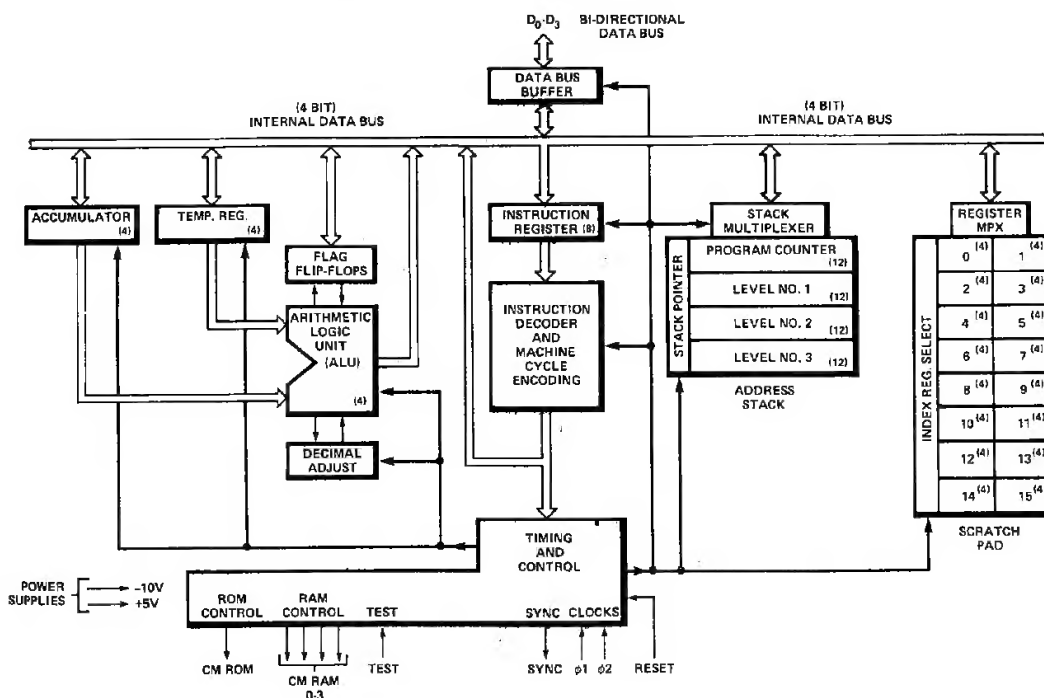 D0-D3 BI-DIRECTIONAL
DATA BUS
DATA BUS
BUFFER
(4 BIT)
INTERNAL DATA BUS
(4 BIT)
INTERNAL DATA BUS
ACCUMULATOR
(4)
TEMP. REG.
(4)
FLAG
FLIP-FLOPS
INSTRUCTION
REGISTER (8)
STACK
MULTIPLEXER
REGISTER
MPX
ARITHMETIC
LOGIC
UNIT
(ALU)
(4)
DECIMAL
ADJUST
INSTRUCTION
DECODER
AND
MACHINE
CYCLE
ENCODING
STACK POINTER
PROGRAM COUNTER
(12)
LEVEL NO. 1 (12)
LEVEL NO. 2 (12)
LEVEL NO. 3 (12)
ADDRESS
STACK
INDEX REG. SELECT
0 (4) 1 (4)
2 (4) 3 (4)
4 (4) 5 (4)
6 (4) 7 (4)
8 (4) 9 (4)
10 (4) 11 (4)
12 (4) 13 (4)
14 (4) 15 (4
SCRATCH
PAD
TIMING
AND
CONTROL
POWER
SUPPLIES
-10V
+5V
ROM
CONTROL
RAM
CONTROL
TEST
SYNC
CLOCKS
CM ROM
CM RAM
0-3
TEST
SYNC
φ1
φ2
RESET